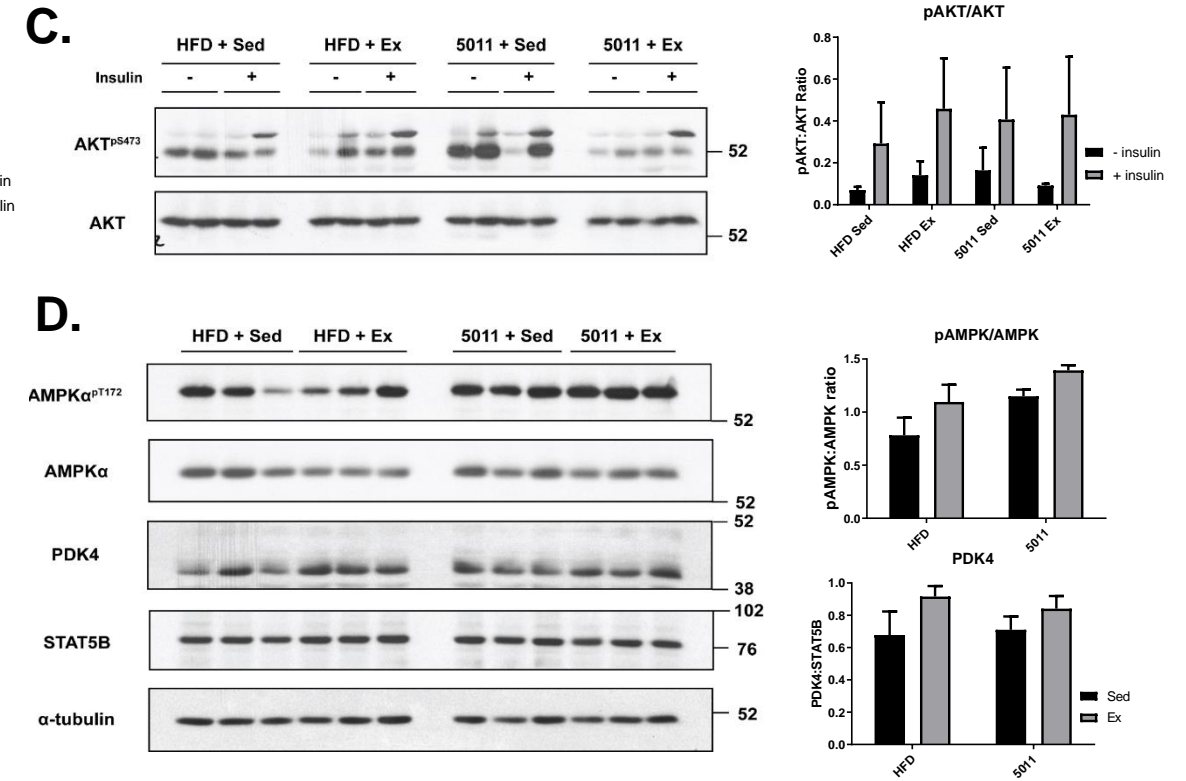 C.
HFD + Sed HFD + Ex 5011 + Sed 5011 + Ex
Insulin - + - + - + - +
AKTpS473
52
AKT
52
in
lin
pAKT/AKT
pAKT:AKT Ratio
0.8
0.6
0.4
0.2
0.0
HFD Sed
HFD Ex
5011 Sed
5011 Ex
- insulin
+ insulin
D.
HFD + Sed HFD + Ex 5011 + Sed 5011 + Ex
AMPKαpT172
52
AMPKα
52
PDK4
52
38
STAT5B
102
76
α-tubulin
52
pAMPK/AMPK
pAMPK:AMPK ratio
1.5
1.0
0.5
0.0
HFD
5011
PDK4
PDK4:STAT5B
1.0
0.8
0.6
0.4
0.2
0.0
HFD
5011
Sed
Ex